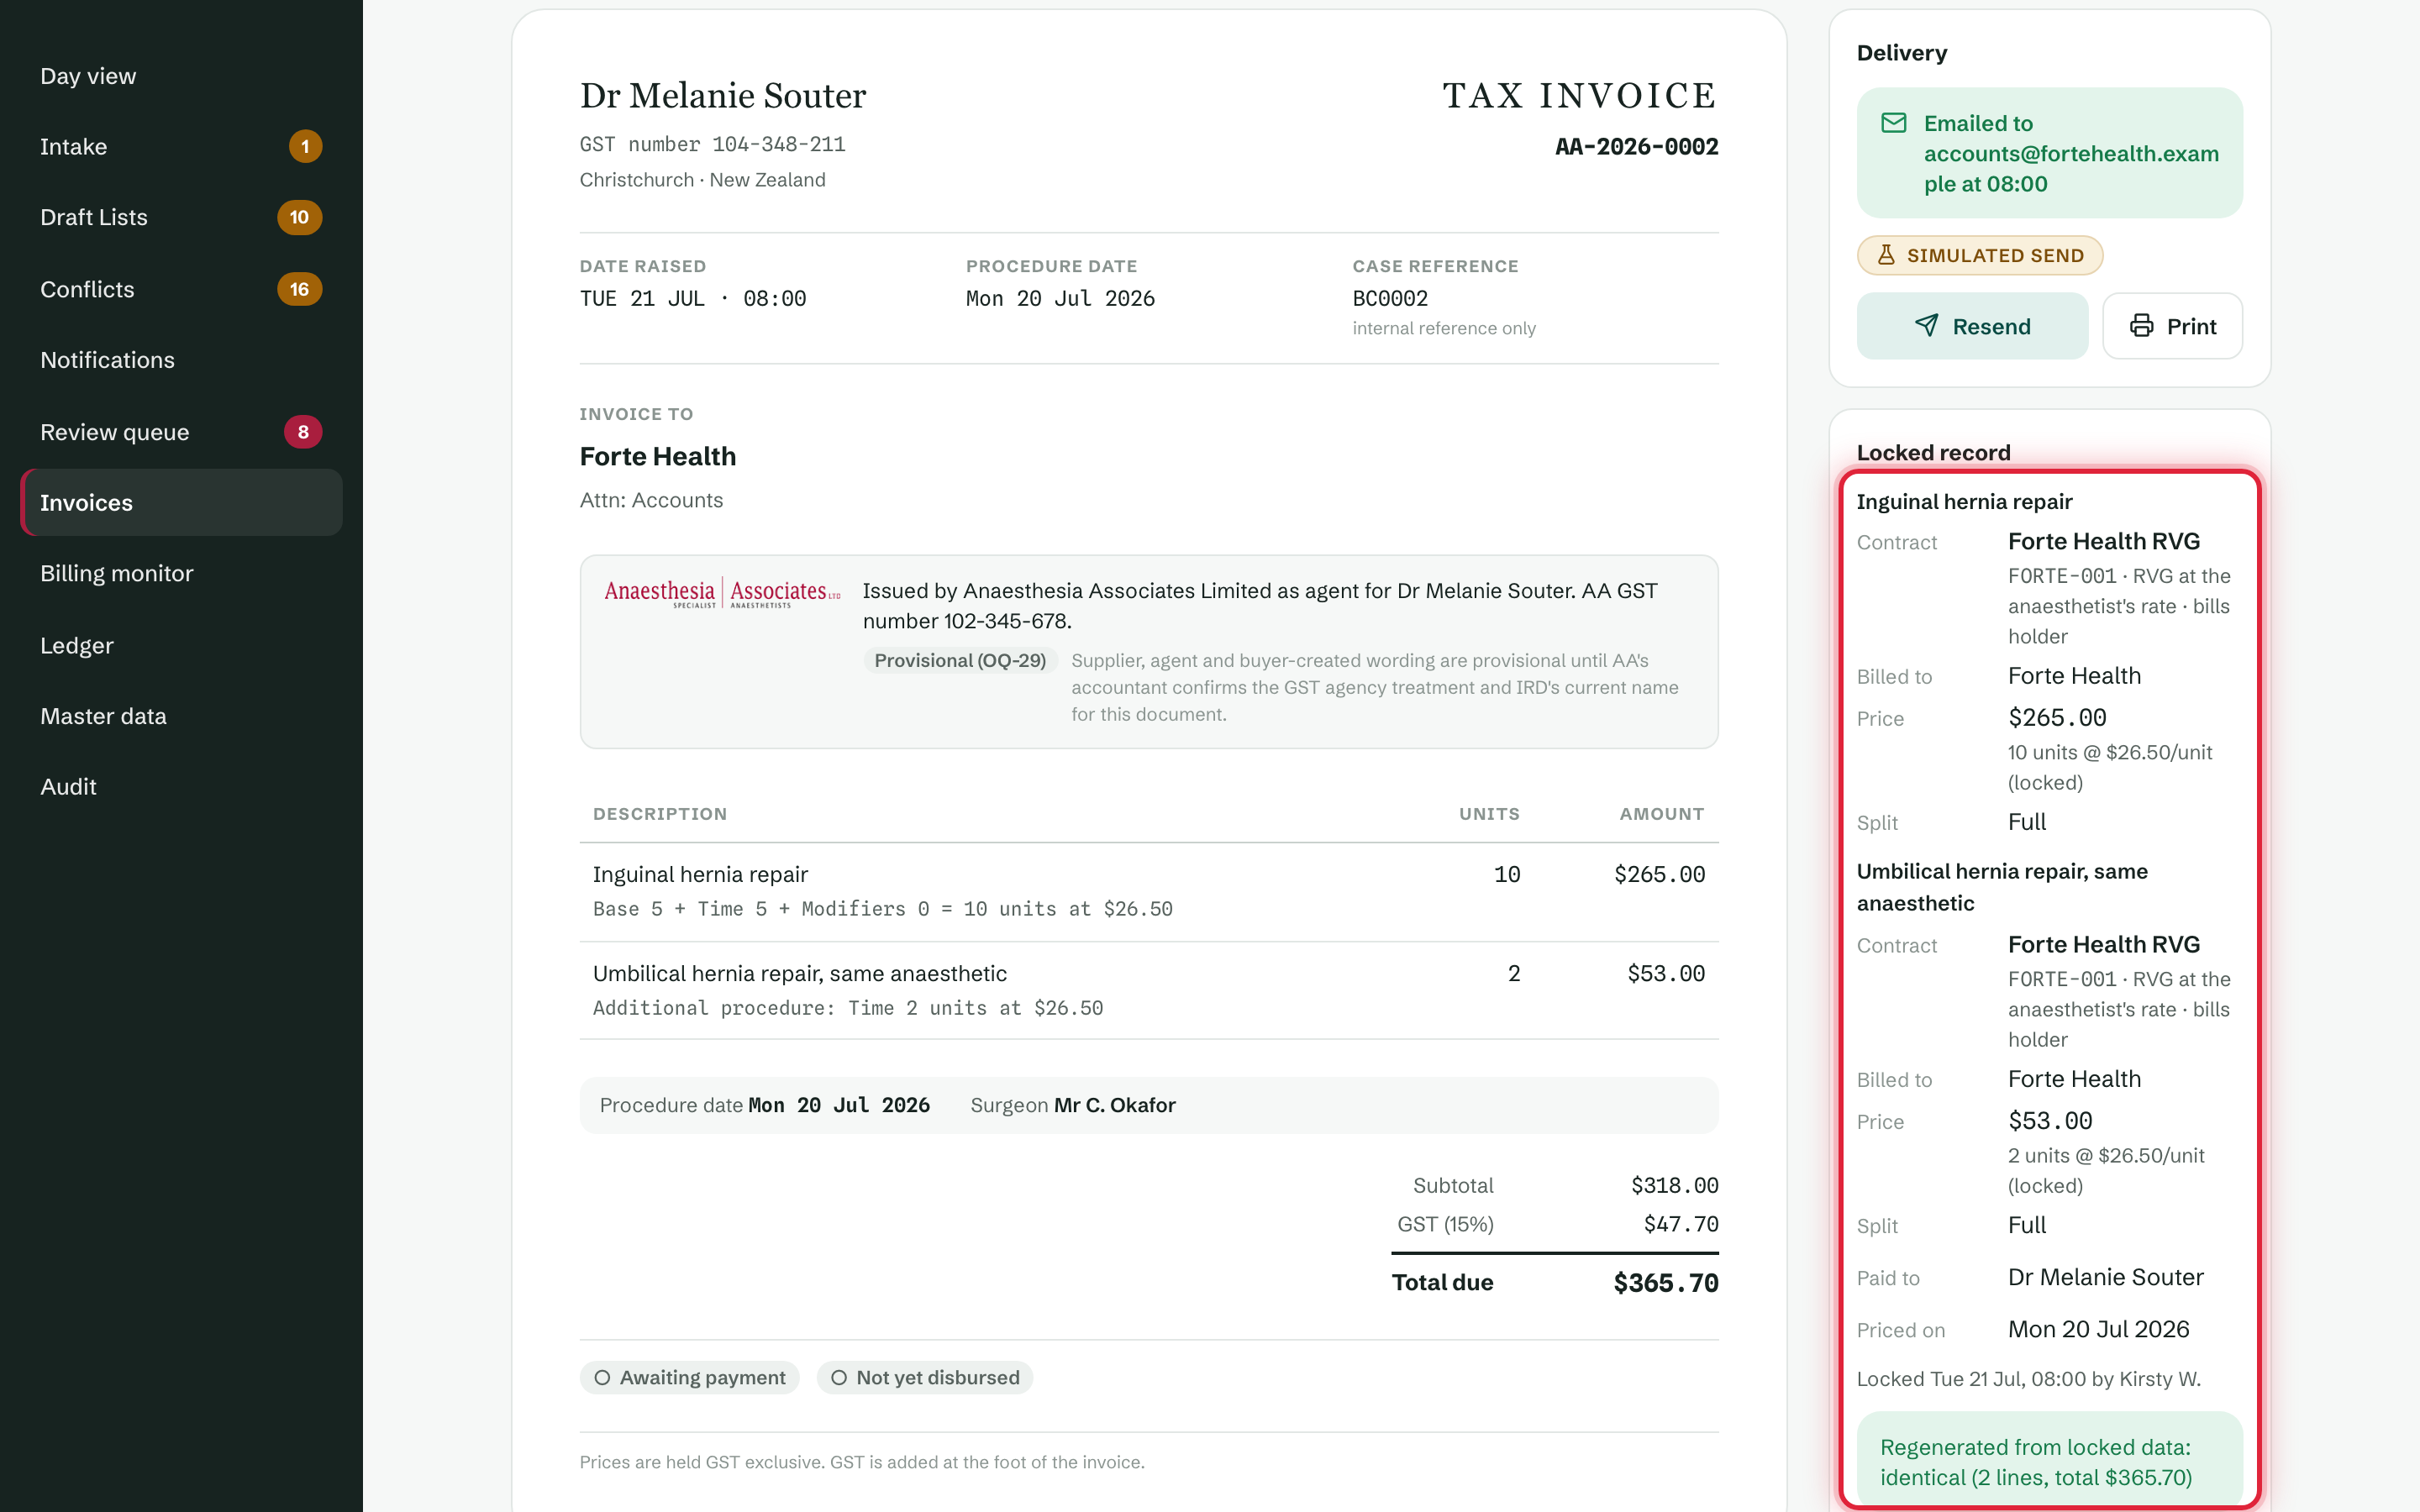 Day view
Intake 1
Draft Lists 10
Conflicts 16
Notifications
Review queue 8
Invoices
Billing monitor
Ledger
Master data
Audit
Dr Melanie Souter
GST number 104-348-211
Christchurch · New Zealand
TAX INVOICE
AA-2026-0002
DATE RAISED
TUE 21 JUL · 08:00
PROCEDURE DATE
Mon 20 Jul 2026
CASE REFERENCE
BC0002
internal reference only
INVOICE TO
Forte Health
Attn: Accounts
Anaesthesia Associates LTD
SPECIALIST ANAESTHETISTS
Issued by Anaesthesia Associates Limited as agent for Dr Melanie Souter. AA GST
number 102-345-678.
Provisional (OQ-29)
Supplier, agent and buyer-created wording are provisional until AA's
accountant confirms the GST agency treatment and IRD's current name
for this document.
DESCRIPTION UNITS AMOUNT
Inguinal hernia repair 10 $265.00
Base 5 + Time 5 + Modifiers 0 = 10 units at $26.50
Umbilical hernia repair, same anaesthetic 2 $53.00
Additional procedure: Time 2 units at $26.50
Procedure date Mon 20 Jul 2026 Surgeon Mr C. Okafor
Subtotal $318.00
GST (15%) $47.70
Total due $365.70
Awaiting payment Not yet disbursed
Prices are held GST exclusive. GST is added at the foot of the invoice.
Delivery
Emailed to
accounts@fortehealth.exam
ple at 08:00
SIMULATED SEND
Resend Print
Locked record
Inguinal hernia repair
Contract Forte Health RVG
FORTE-001 · RVG at the
anaesthetist's rate · bills
holder
Billed to Forte Health
Price $265.00
10 units @ $26.50/unit
(locked)
Split Full
Umbilical hernia repair, same
anaesthetic
Contract Forte Health RVG
FORTE-001 · RVG at the
anaesthetist's rate · bills
holder
Billed to Forte Health
Price $53.00
2 units @ $26.50/unit
(locked)
Split Full
Paid to Dr Melanie Souter
Priced on Mon 20 Jul 2026
Locked Tue 21 Jul, 08:00 by Kirsty W.
Regenerated from locked data:
identical (2 lines, total $365.70)